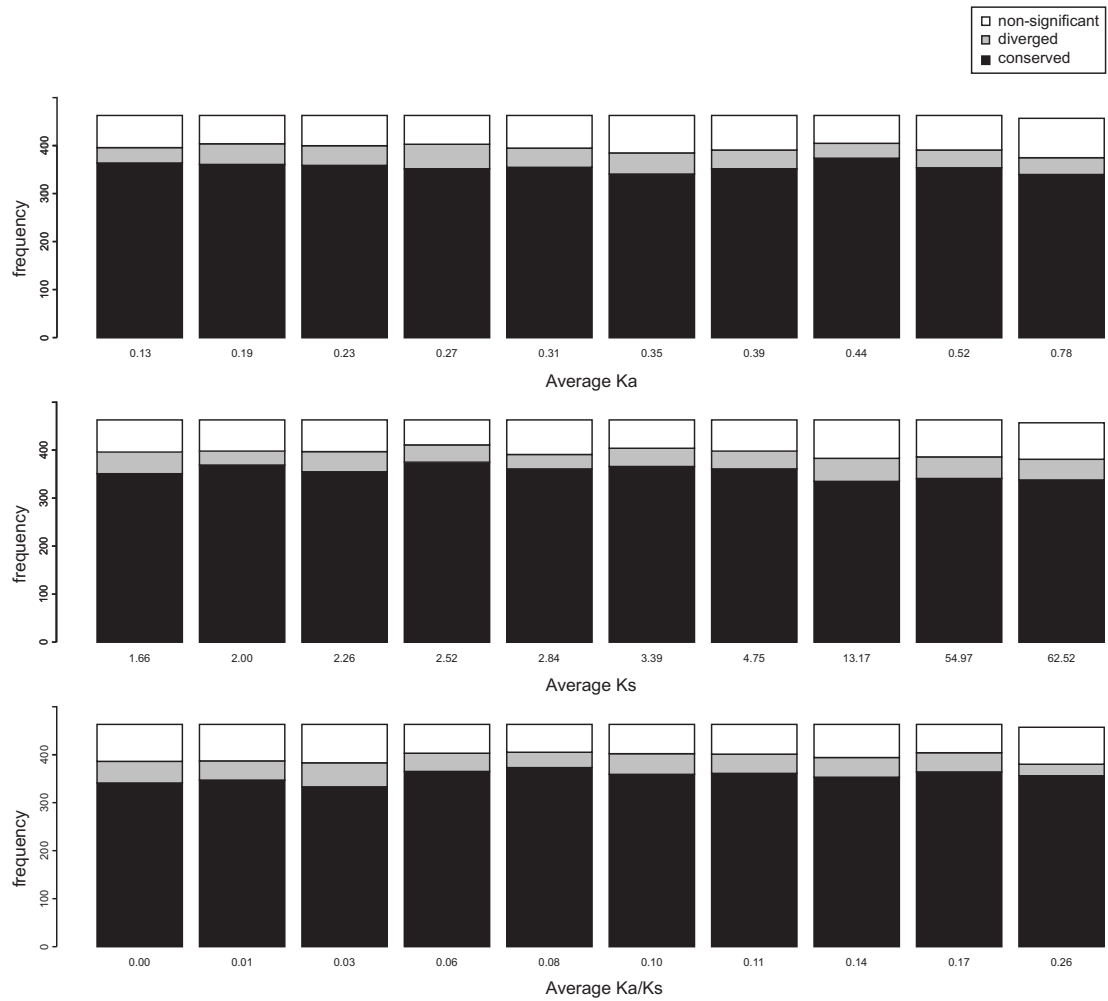 non-significant
diverged
conserved
frequency
400
300
200
100
0
0.13 0.19 0.23 0.27 0.31 0.35 0.39 0.44 0.52 0.78
Average Ka
frequency
400
300
200
100
0
1.66 2.00 2.26 2.52 2.84 3.39 4.75 13.17 54.97 62.52
Average Ks
frequency
400
300
200
100
0
0.00 0.01 0.03 0.06 0.08 0.10 0.11 0.14 0.17 0.26
Average Ka/Ks